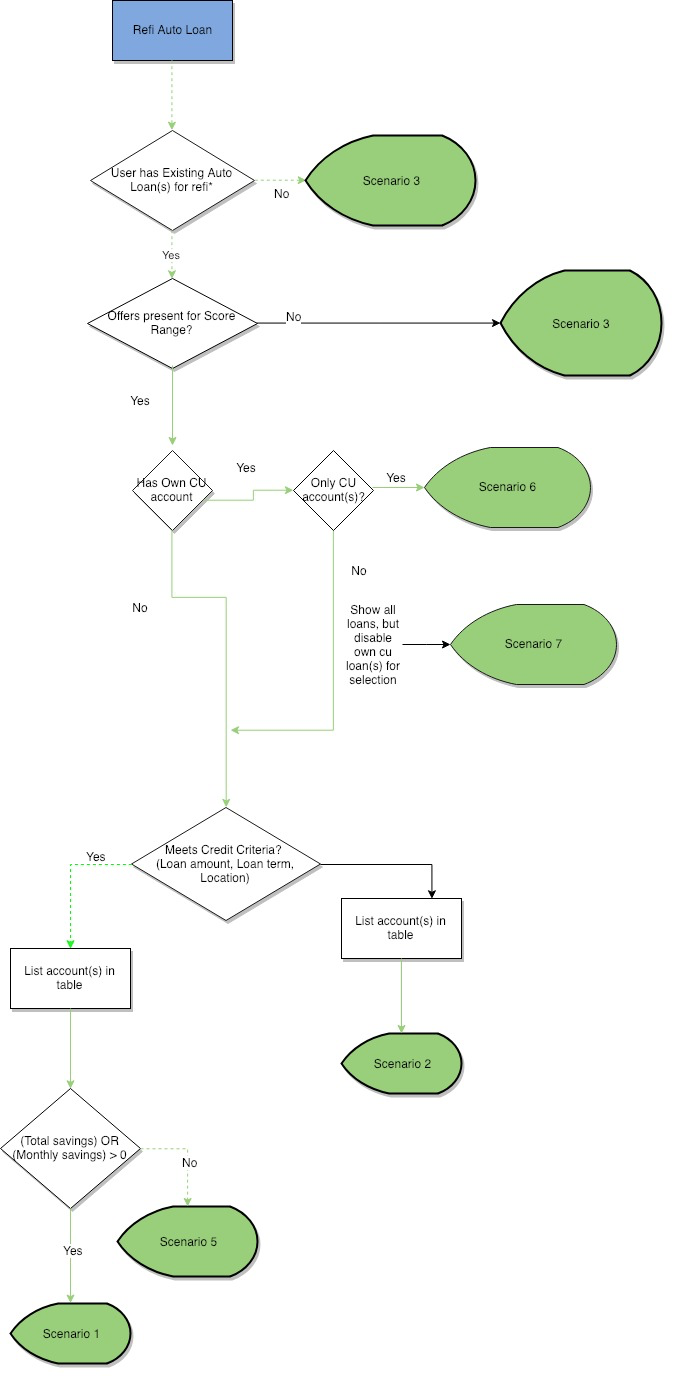 Refi Auto Loan
User has Existing Auto
Loan(s) for refi*
No
Scenario 3
Yes
Offers present for Score
Range?
No
Scenario 3
Yes
Has Own CU
account
Yes
Only CU
account(s)?
Yes
Scenario 6
No
No
Show all
loans, but
disable
own cu
loan(s) for
selection
Scenario 7
Meets Credit Criteria?
(Loan amount, Loan term,
Location)
Yes
List account(s) in
table
List account(s) in
table
Scenario 2
(Total savings) OR
(Monthly savings) > 0
No
Scenario 5
Yes
Scenario 1